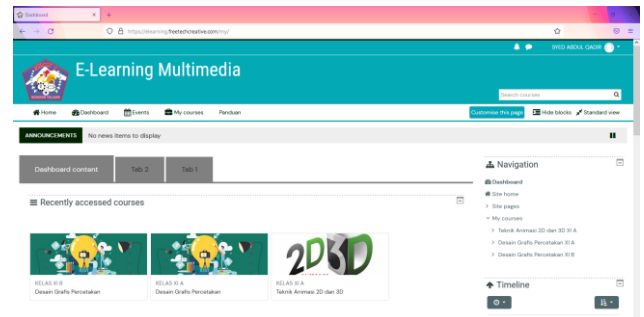 Dashboard
https://elearning.freetechcreative.com/my/
SYED ABDUL QADIR
E-Learning Multimedia
Search courses
Home Dashboard Events My courses Panduan
Customise this page Hide blocks Standard view
ANNOUNCEMENTS No news items to display
Dashboard content Tab 2 Tab 1
Recently accessed courses
2D3D
KELAS XI B
Desain Grafis Percetakan
KELAS XI A
Desain Grafis Percetakan
KELAS XI A
Teknik Animasi 2D dan 3D
Navigation
Dashboard
Site home
Site pages
My courses
Teknik Animasi 2D dan 3D XI A
Desain Grafis Percetakan XI A
Desain Grafis Percetakan XI B
Timeline